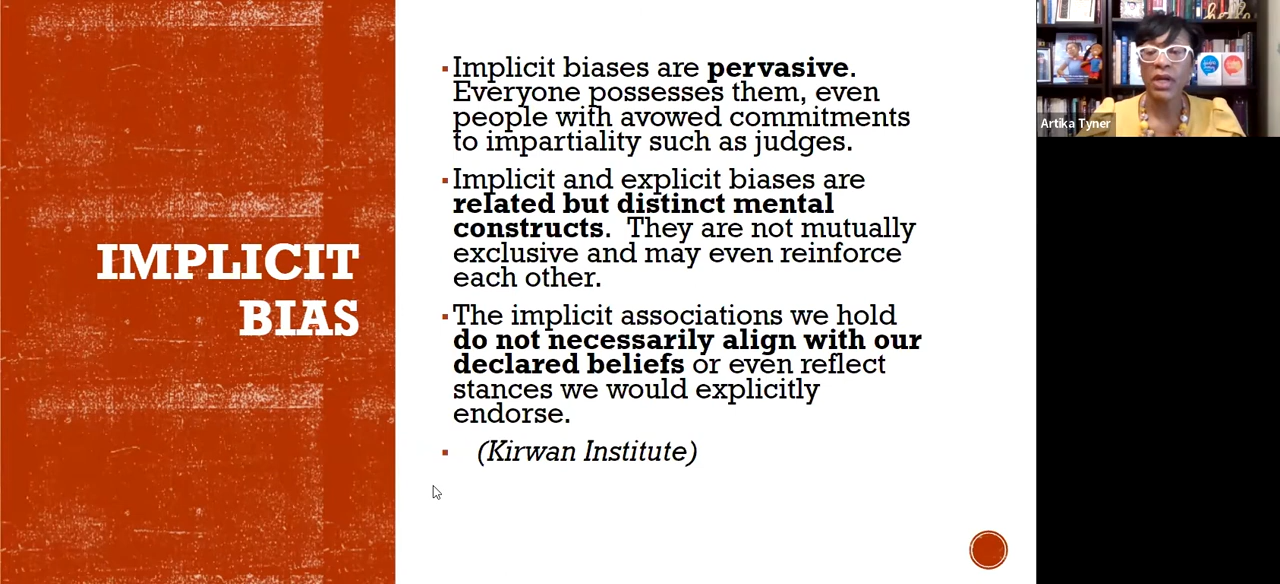 IMPLICIT
BIAS
Implicit biases are pervasive.
Everyone possesses them, even
people with avowed commitments
to impartiality such as judges.
Implicit and explicit biases are
related but distinct mental
constructs.  They are not mutually
exclusive and may even reinforce
each other.
The implicit associations we hold
do not necessarily align with our
declared beliefs or even reflect
stances we would explicitly
endorse.
(Kirwan Institute)
Artika Tyner